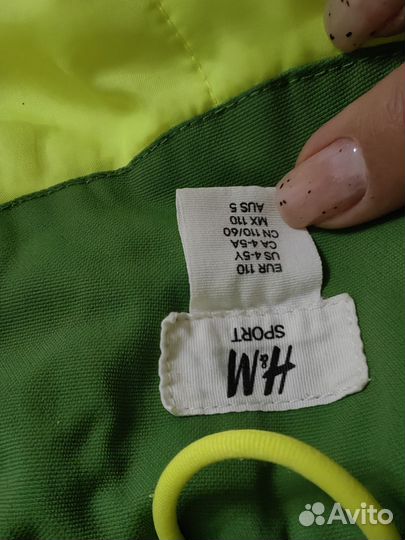 H&M
SPORT
EUR 110
US 4-5Y
CA 4-5A
CN 110/60
MX 110
AUS 5
Avito